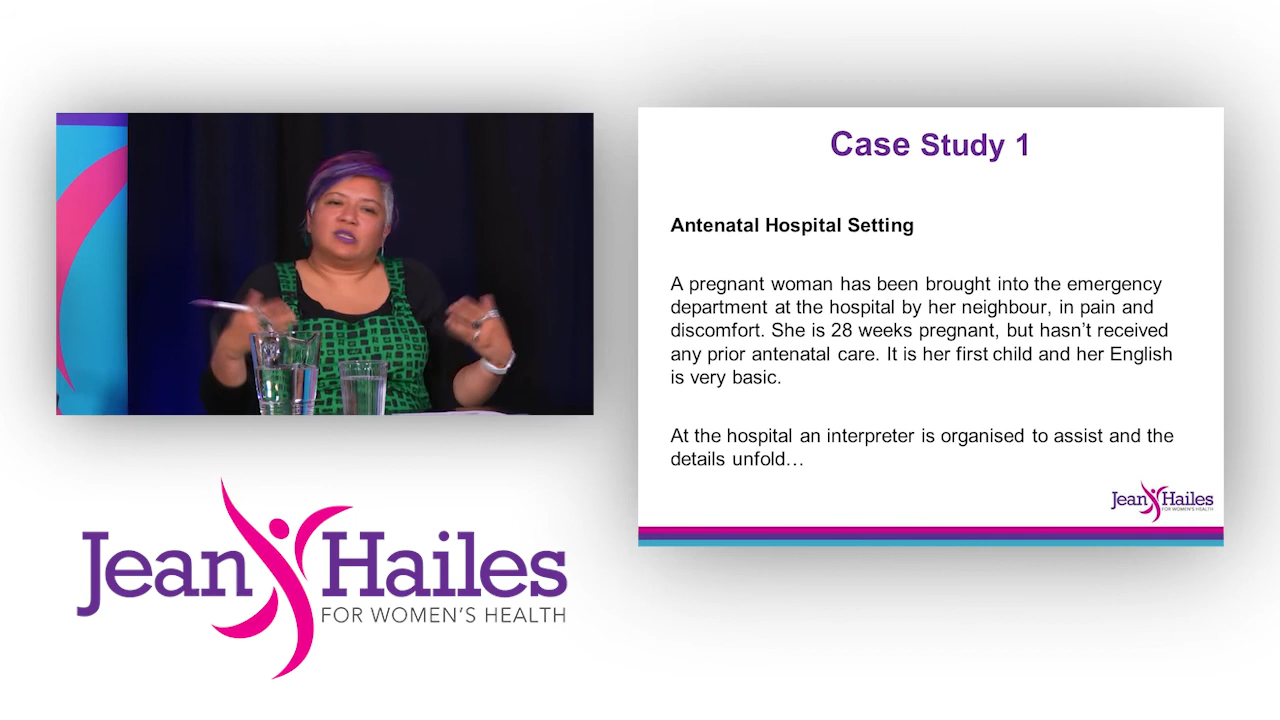 Case Study 1
Antenatal Hospital Setting
A pregnant woman has been brought into the emergency
department at the hospital by her neighbour, in pain and
discomfort. She is 28 weeks pregnant, but hasn't received
any prior antenatal care. It is her first child and her English
is very basic.
At the hospital an interpreter is organised to assist and the
details unfold…
Jean Hailes
FOR WOMEN'S HEALTH
Jean Hailes
FOR WOMEN'S HEALTH